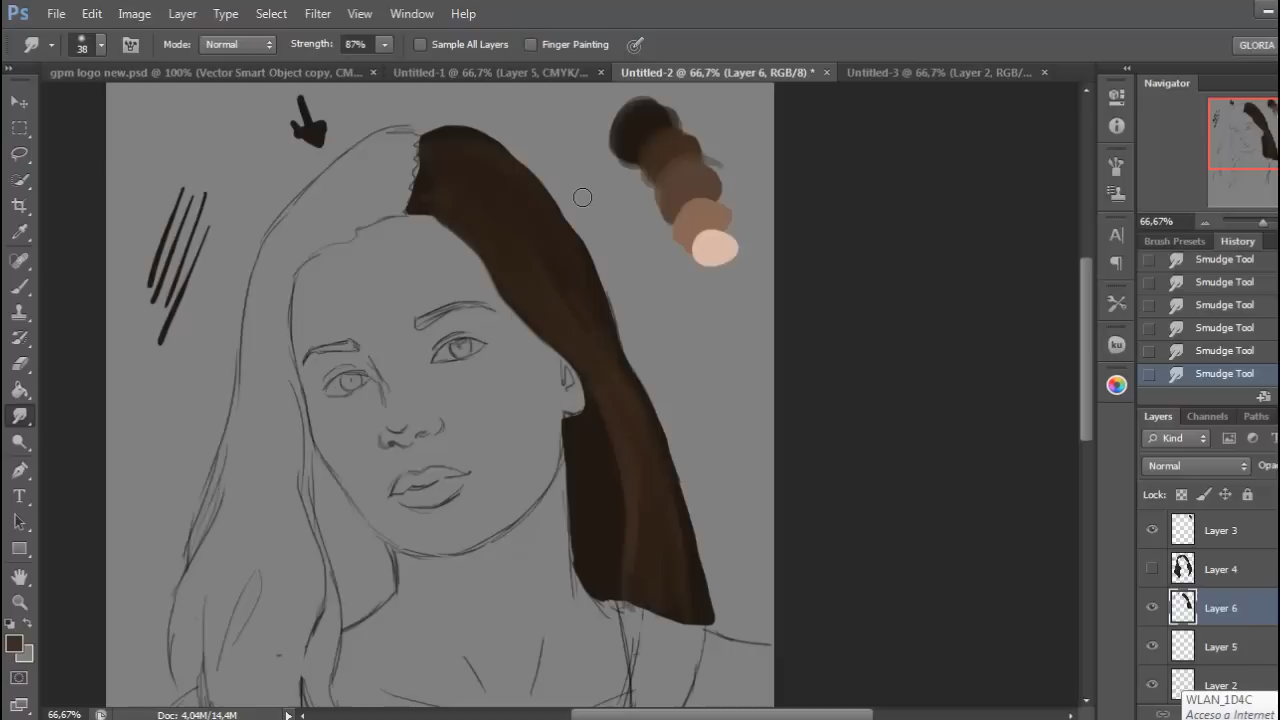 Ps File Edit Image Layer Type Select Filter View Window Help
38 Mode: Normal Strength: 87% Sample All Layers Finger Painting GLORIA
gpm logo new.psd @ 100% (Vector Smart Object copy, CM... × Untitled-1 @ 66,7% (Layer 5, CMYK/... × Untitled-2 @ 66,7% (Layer 6, RGB/8) * × Untitled-3 @ 66,7% (Layer 2, RGB/... ×
Navigator
66,67%
Brush Presets History
Smudge Tool
Smudge Tool
Smudge Tool
Smudge Tool
Smudge Tool
Smudge Tool
Layers Channels Paths
Kind
Normal Opa
Lock:
Layer 3
Layer 4
Layer 6
Layer 5
Layer 2
WLAN_1D4C
Acceso a Internet
66,67% Doc: 4,04M/14,4M
ku